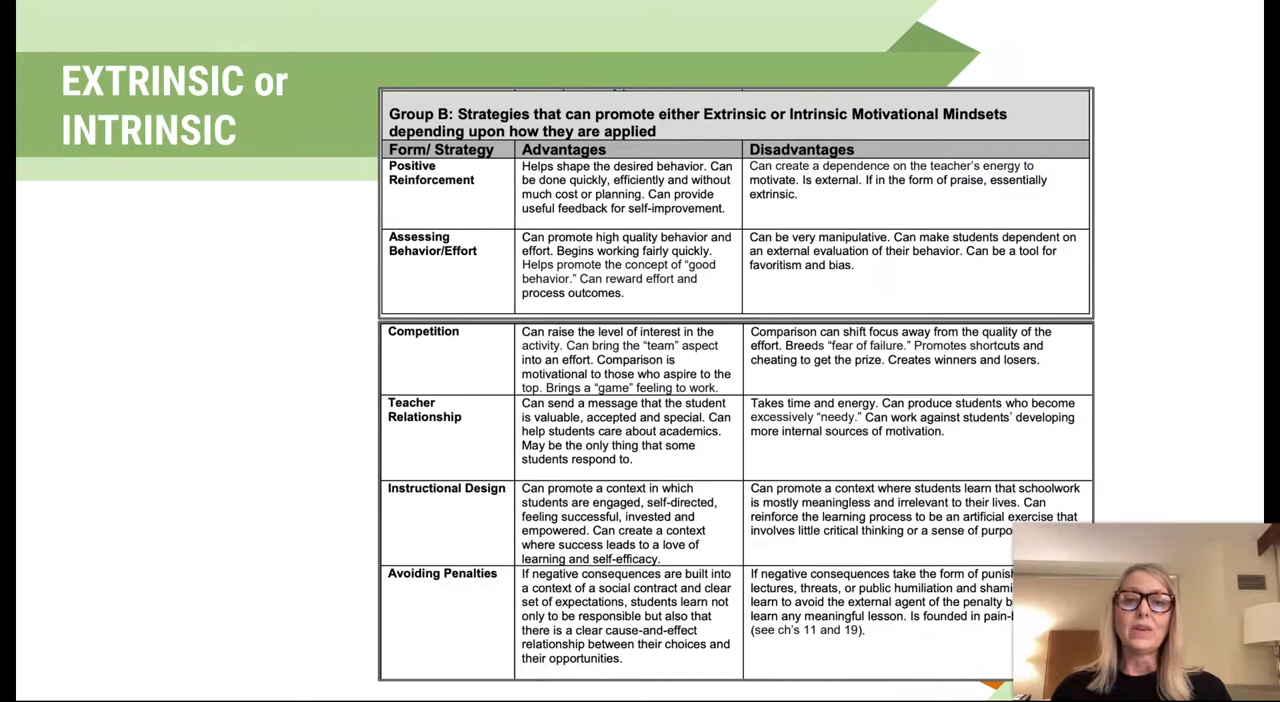 EXTRINSIC or
INTRINSIC
Group B: Strategies that can promote either Extrinsic or Intrinsic Motivational Mindsets
depending upon how they are applied
Form/ Strategy Advantages Disadvantages
Positive
Reinforcement
Helps shape the desired behavior. Can
be done quickly, efficiently and without
much cost or planning. Can provide
useful feedback for self-improvement.
Can create a dependence on the teacher's energy to
motivate. Is external. If in the form of praise, essentially
extrinsic.
Assessing
Behavior/Effort
Can promote high quality behavior and
effort. Begins working fairly quickly.
Helps promote the concept of “good
behavior.” Can reward effort and
process outcomes.
Can be very manipulative. Can make students dependent on
an external evaluation of their behavior. Can be a tool for
favoritism and bias.
Competition
Can raise the level of interest in the
activity. Can bring the “team” aspect
into an effort. Comparison is
motivational to those who aspire to the
top. Brings a “game” feeling to work.
Comparison can shift focus away from the quality of the
effort. Breeds “fear of failure.” Promotes shortcuts and
cheating to get the prize. Creates winners and losers.
Teacher
Relationship
Can send a message that the student
is valuable, accepted and special. Can
help students care about academics.
May be the only thing that some
students respond to.
Takes time and energy. Can produce students who become
excessively “needy.” Can work against students’ developing
more internal sources of motivation.
Instructional Design
Can promote a context in which
students are engaged, self-directed,
feeling successful, invested and
empowered. Can create a context
where success leads to a love of
learning and self-efficacy.
Can promote a context where students learn that schoolwork
is mostly meaningless and irrelevant to their lives. Can
reinforce the learning process to be an artificial exercise that
involves little critical thinking or a sense of
Avoiding Penalties
If negative consequences are built into
a context of a social contract and clear
set of expectations, students learn not
only to be responsible but also that
there is a clear cause-and-effect
relationship between their choices and
their opportunities.
If negative consequences take the form of
lectures, threats, or public humiliation and
learn to avoid the external agent of the penalty
learn any meaningful lesson. Is founded in
(see ch's 11 and 19).